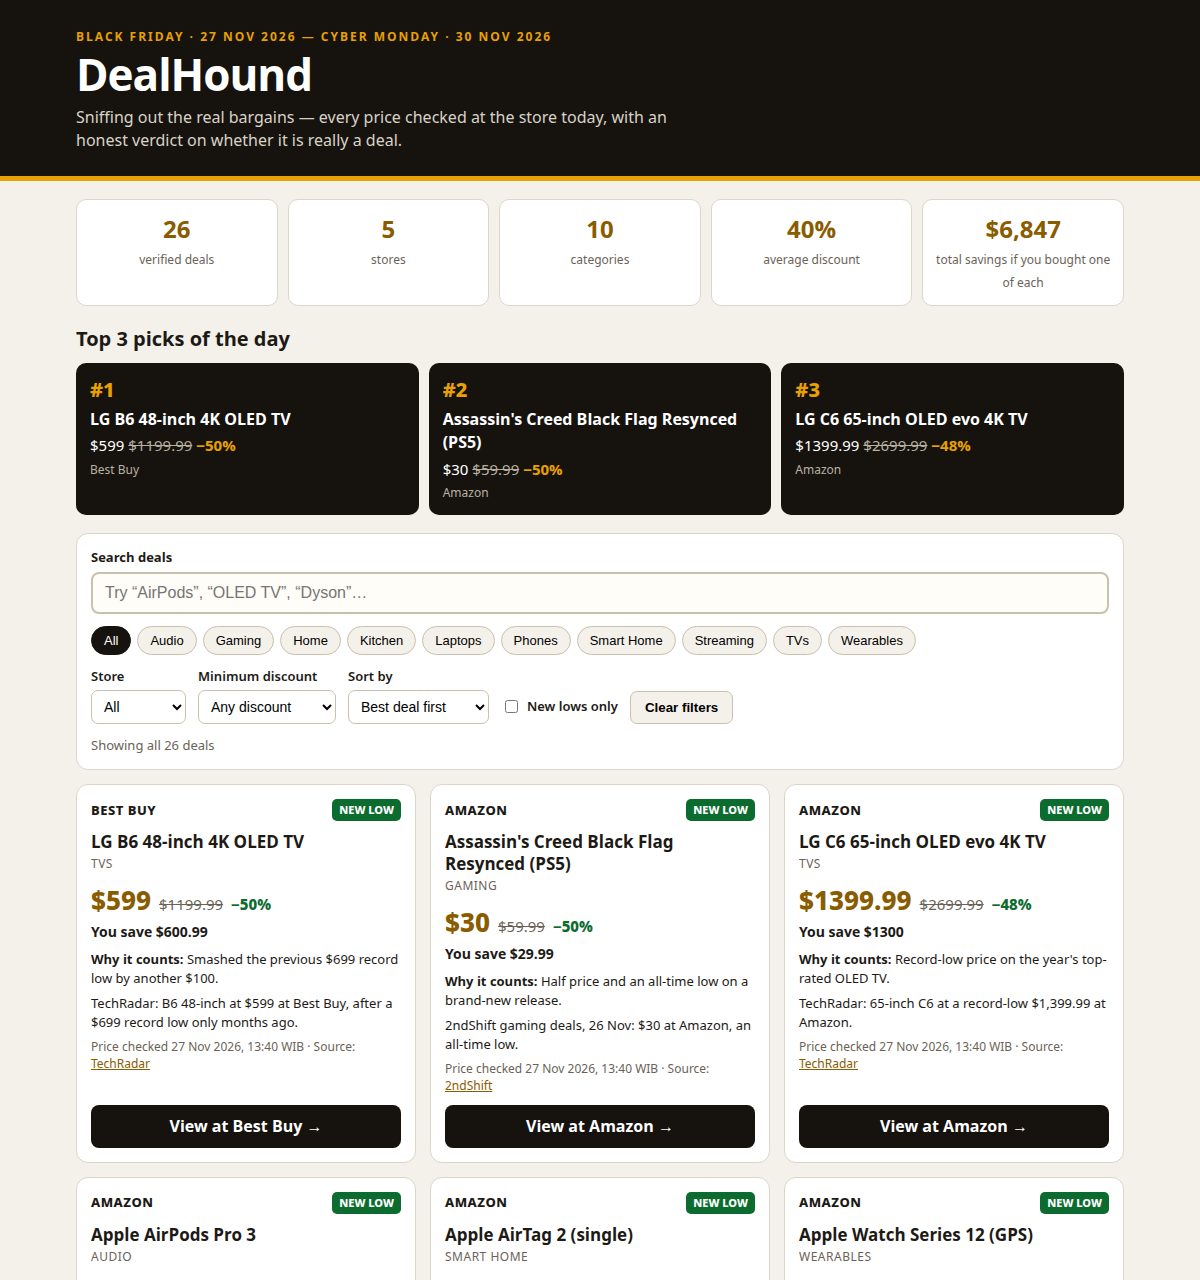 BLACK FRIDAY · 27 NOV 2026 — CYBER MONDAY · 30 NOV 2026
DealHound
Sniffing out the real bargains — every price checked at the store today, with an
honest verdict on whether it is really a deal.
26
verified deals
5
stores
10
categories
40%
average discount
$6,847
total savings if you bought one
of each
Top 3 picks of the day
#1
LG B6 48-inch 4K OLED TV
$599 $1199.99 −50%
Best Buy
#2
Assassin's Creed Black Flag Resynced
(PS5)
$30 $59.99 −50%
Amazon
#3
LG C6 65-inch OLED evo 4K TV
$1399.99 $2699.99 −48%
Amazon
Search deals
Try “AirPods”, “OLED TV”, “Dyson”…
All Audio Gaming Home Kitchen Laptops Phones Smart Home Streaming TVs Wearables
Store Minimum discount Sort by
All Any discount Best deal first New lows only Clear filters
Showing all 26 deals
BEST BUY NEW LOW
LG B6 48-inch 4K OLED TV
TVS
$599 $1199.99 −50%
You save $600.99
Why it counts: Smashed the previous $699 record
low by another $100.
TechRadar: B6 48-inch at $599 at Best Buy, after a
$699 record low only months ago.
Price checked 27 Nov 2026, 13:40 WIB · Source:
TechRadar
View at Best Buy →
AMAZON NEW LOW
Assassin's Creed Black Flag
Resynced (PS5)
GAMING
$30 $59.99 −50%
You save $29.99
Why it counts: Half price and an all-time low on a
brand-new release.
2ndShift gaming deals, 26 Nov: $30 at Amazon, an
all-time low.
Price checked 27 Nov 2026, 13:40 WIB · Source:
2ndShift
View at Amazon →
AMAZON NEW LOW
LG C6 65-inch OLED evo 4K TV
TVS
$1399.99 $2699.99 −48%
You save $1300
Why it counts: Record-low price on the year's top-
rated OLED TV.
TechRadar: 65-inch C6 at a record-low $1,399.99 at
Amazon.
Price checked 27 Nov 2026, 13:40 WIB · Source:
TechRadar
View at Amazon →
AMAZON NEW LOW
Apple AirPods Pro 3
AUDIO
AMAZON NEW LOW
Apple AirTag 2 (single)
SMART HOME
AMAZON NEW LOW
Apple Watch Series 12 (GPS)
WEARABLES